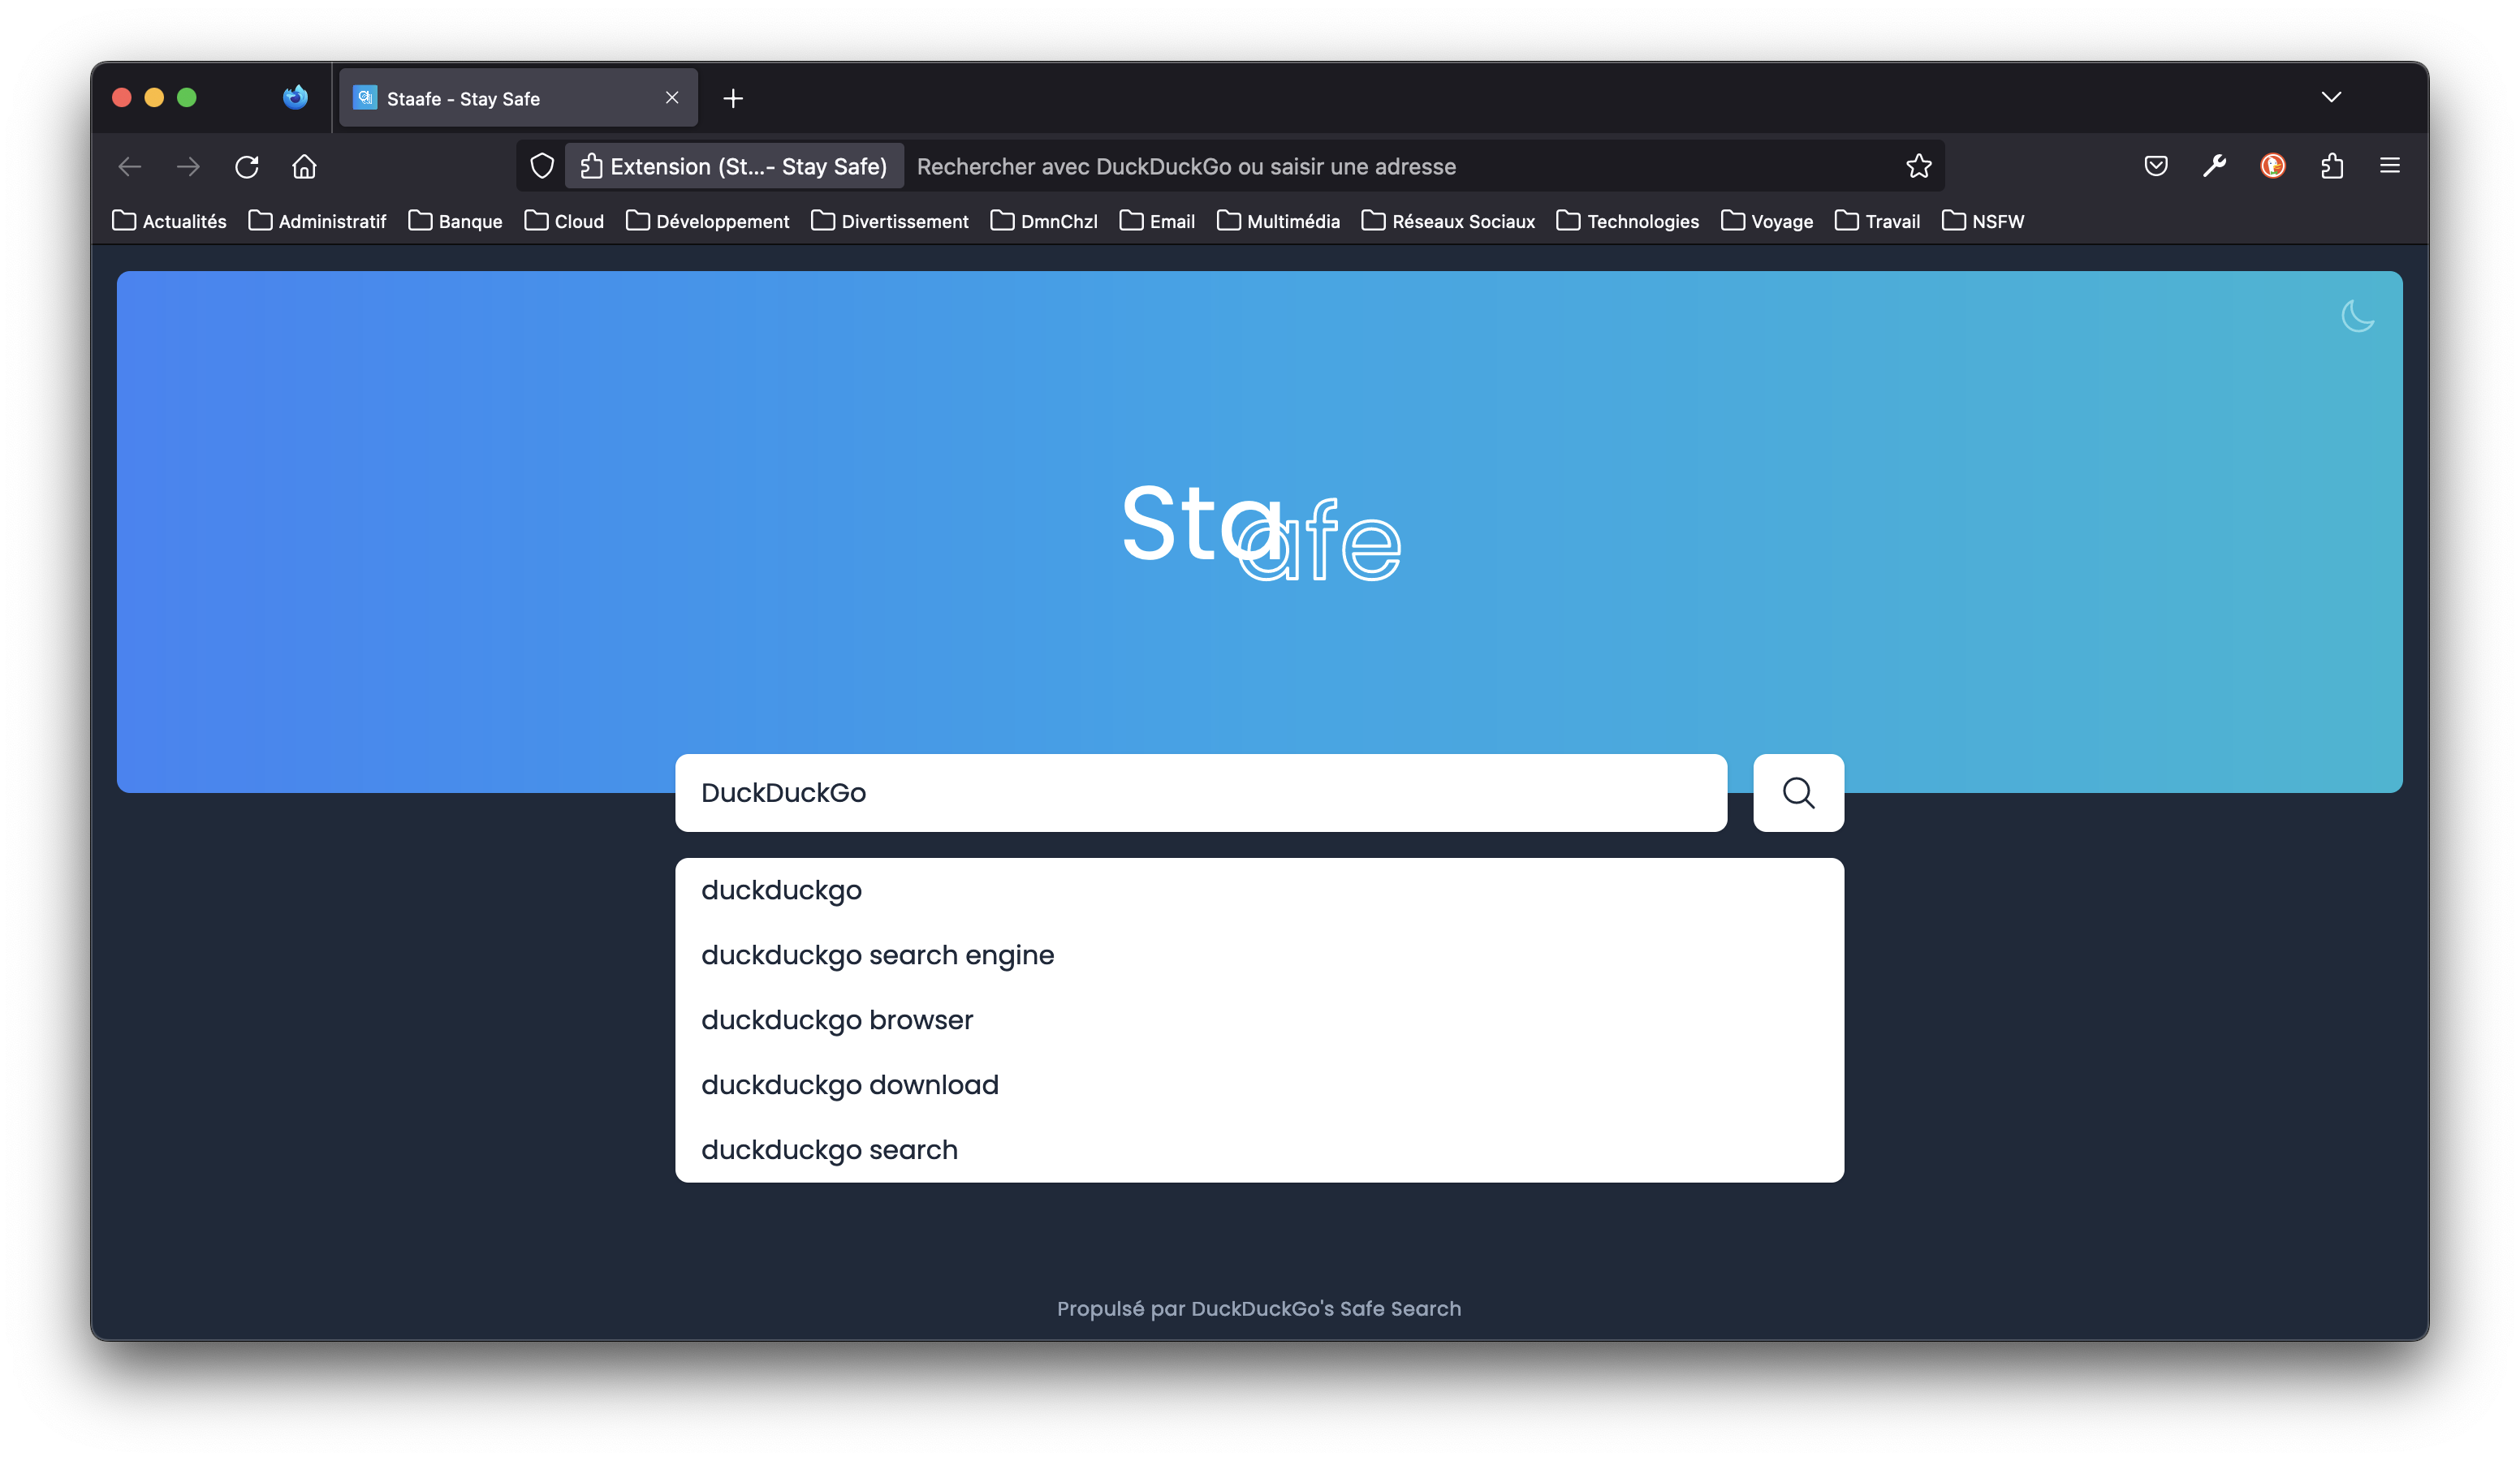 Staafe - Stay Safe
Extension (St...- Stay Safe) Rechercher avec DuckDuckGo ou saisir une adresse
Actualités Administratif Banque Cloud Développement Divertissement DmnChzl Email Multimédia Réseaux Sociaux Technologies Voyage Travail NSFW
Staafe
DuckDuckGo
duckduckgo
duckduckgo search engine
duckduckgo browser
duckduckgo download
duckduckgo search
Propulsé par DuckDuckGo's Safe Search